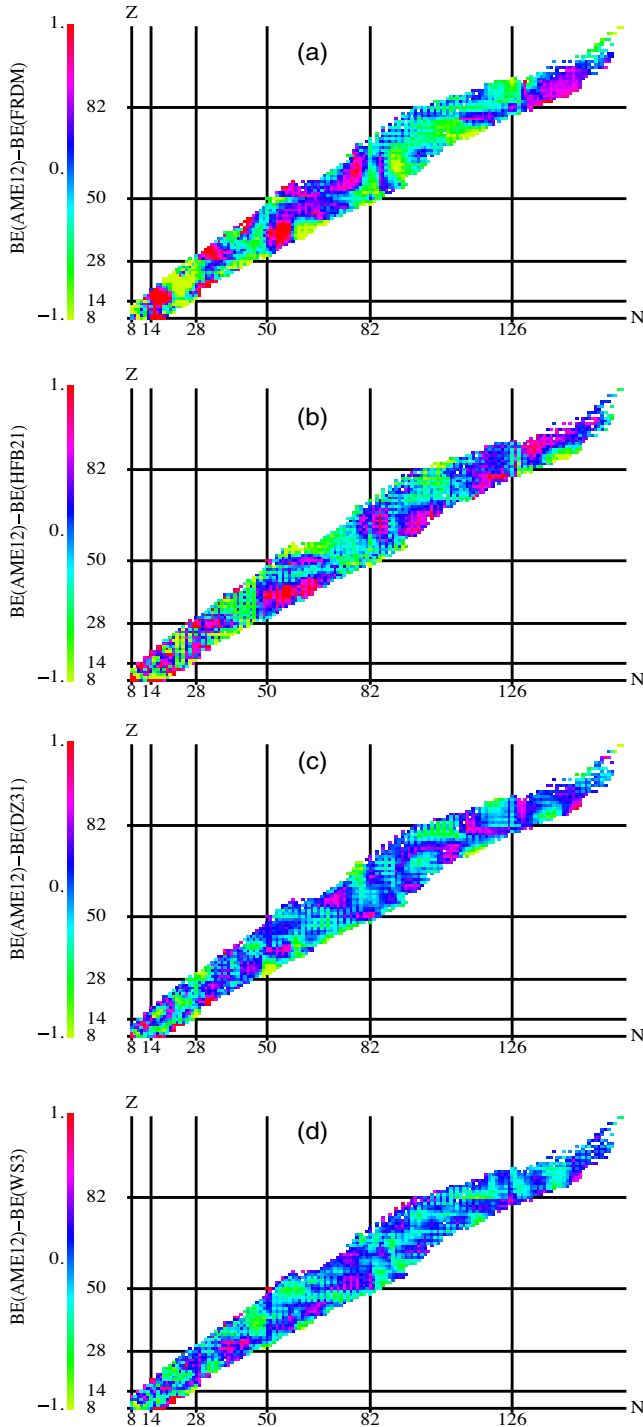 Z
(a)
1.
0.
−1.
BE(AME12)−BE(FRDM)
82
50
28
14
8
8 14 28 50 82 126 N
Z
(b)
1.
0.
−1.
BE(AME12)−BE(HFB21)
82
50
28
14
8
8 14 28 50 82 126 N
Z
(c)
1.
0.
−1.
BE(AME12)−BE(DZ31)
82
50
28
14
8
8 14 28 50 82 126 N
Z
(d)
1.
0.
−1.
BE(AME12)−BE(WS3)
82
50
28
14
8
8 14 28 50 82 126 N